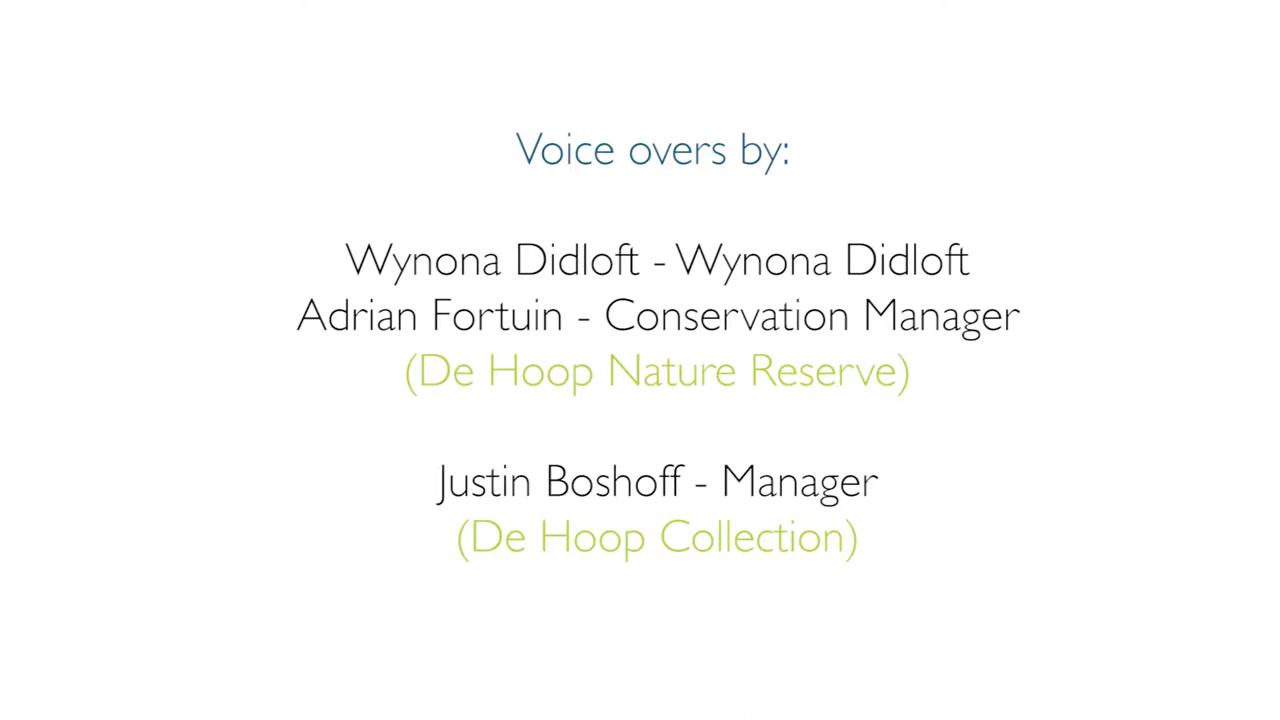 Voice overs by:
Wynona Didloft - Wynona Didloft
Adrian Fortuin - Conservation Manager
(De Hoop Nature Reserve)
Justin Boshoff - Manager
(De Hoop Collection)